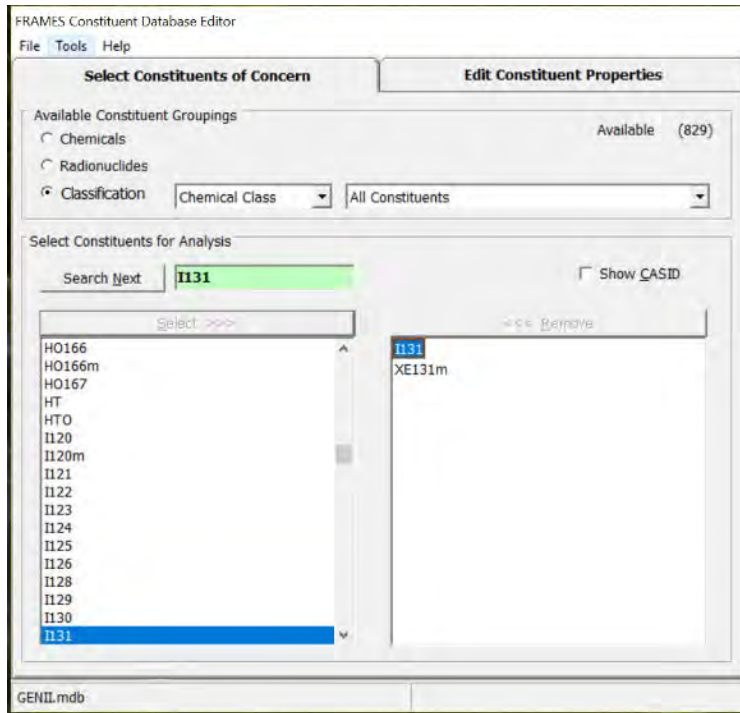 FRAMES Constituent Database Editor
File Tools Help
Select Constituents of Concern
Edit Constituent Properties
Available Constituent Groupings
Available (829)
Chemicals
Radionuclides
Classification
Chemical Class
All Constituents
Select Constituents for Analysis
Search Next
I131
Show CASID
Select >>>
<<< Remove
HO166
HO166m
HO167
HT
HTO
I120
I120m
I121
I122
I123
I124
I125
I126
I128
I129
I130
I131
I131
XE131m
GENII.mdb